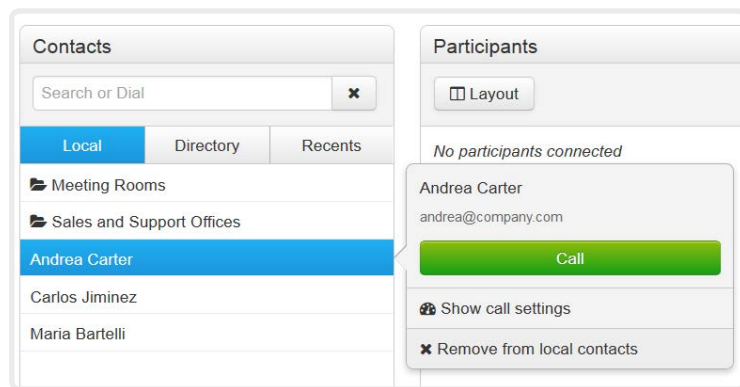 Contacts
Search or Dial
Local Directory Recents
Meeting Rooms
Sales and Support Offices
Andrea Carter
Carlos Jiminez
Maria Bartelli
Participants
Layout
No participants connected
Andrea Carter
andrea@company.com
Call
Show call settings
Remove from local contacts